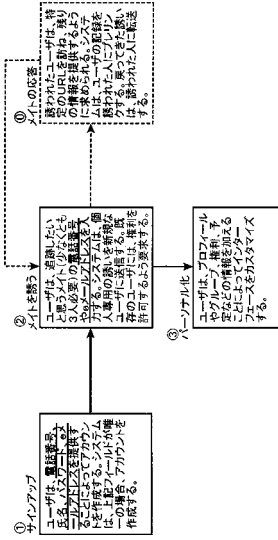 ①
サインアップ
ユーザは、電話番号、
氏名、パスワード、eメ
ールアドレスを提供す
ることによってアカウン
トを作成する。システム
は、上記フィールドが唯
一の場合、アカウントを
作成する。
②
メイトを誘う
ユーザは、追跡したい
と思うメイト(少なくとも
3人必要)の電話番号
やeメールアドレスを入
力する。システムは、個
人専用の誘いを新規な
ユーザに送信する。既
存のユーザには、権利を
許可するよう要求する。
③
パーソナル化
ユーザは、プロフィール
やグループ、権利、予
定などの情報を加える
ことによって、インター
フェースをカスタマイズ
する。
①
メイトの応答
誘われたユーザは、特
定のURLを訪ね、残り
の情報を提供するよう
に求められる。システ
ムは、ユーザの記録を
誘われた人にプレリン
クする。戻ってきた誘い
は、誘われた人に転送
する。